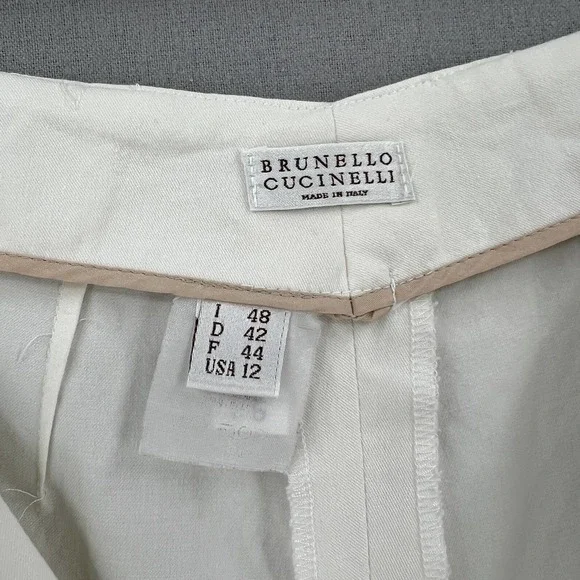 BRUNELLO
CUCINELLI
MADE IN ITALY
I 48
D 42
F 44
USA 12